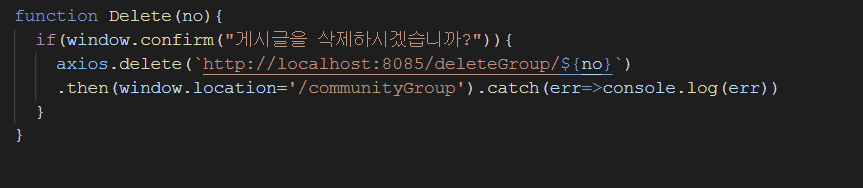 function Delete(no){
if(window.confirm("게시글을 삭제하시겠습니까?")){
axios.delete(`http://localhost:8085/deleteGroup/${no}`)
.then(window.location='/communityGroup').catch(err=>console.log(err))
}
}